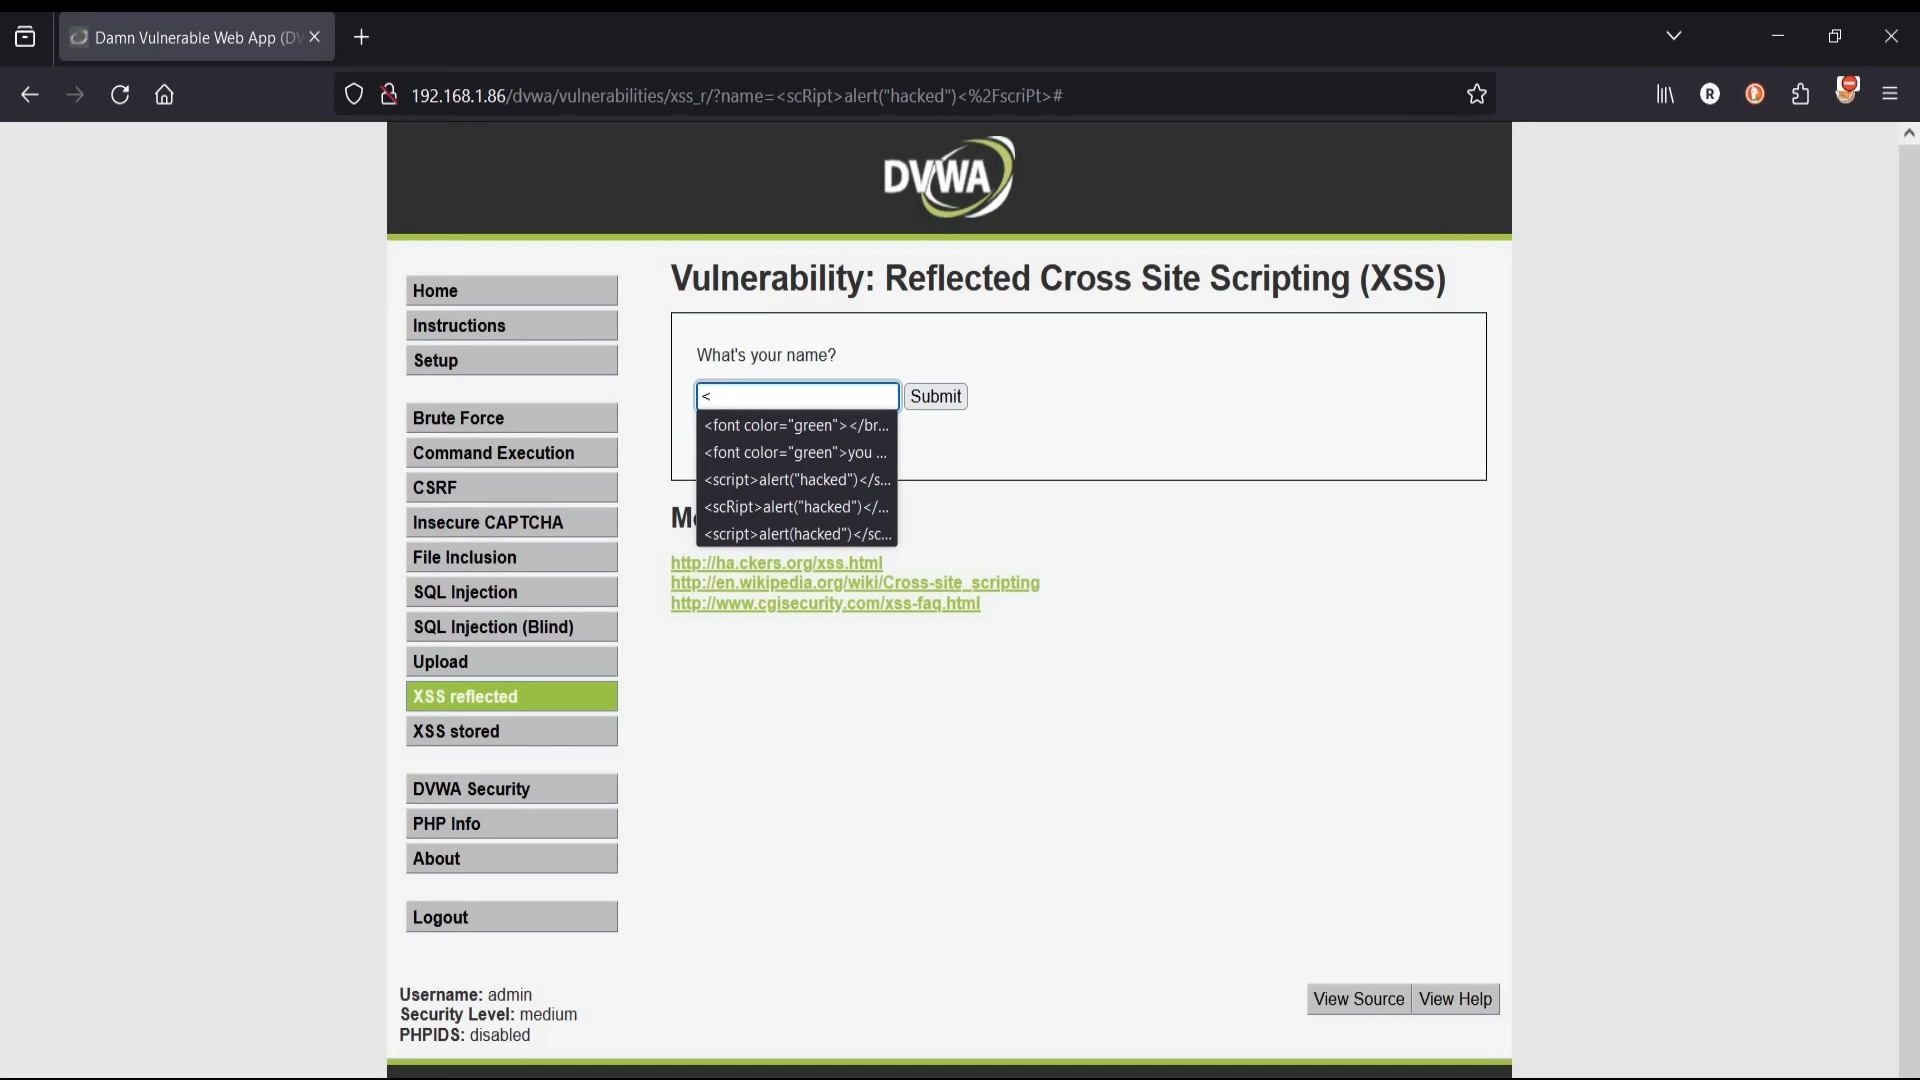 Damn Vulnerable Web App (DV
192.168.1.86/dvwa/vulnerabilities/xss_r/?name=<scRipt>alert("hacked")<%2FscriPt>#
R
DVWA
Home
Instructions
Setup
Brute Force
Command Execution
CSRF
Insecure CAPTCHA
File Inclusion
SQL Injection
SQL Injection (Blind)
Upload
XSS reflected
XSS stored
DVWA Security
PHP Info
About
Logout
Vulnerability: Reflected Cross Site Scripting (XSS)
What's your name?
< Submit
<font color="green"></br...
<font color="green">you ...
<script>alert("hacked")</s...
<scRipt>alert("hacked")</...
<script>alert(hacked")</sc...
http://ha.ckers.org/xss.html
http://en.wikipedia.org/wiki/Cross-site_scripting
http://www.cgisecurity.com/xss-faq.html
Username: admin
Security Level: medium
PHPIDS: disabled
View Source View Help